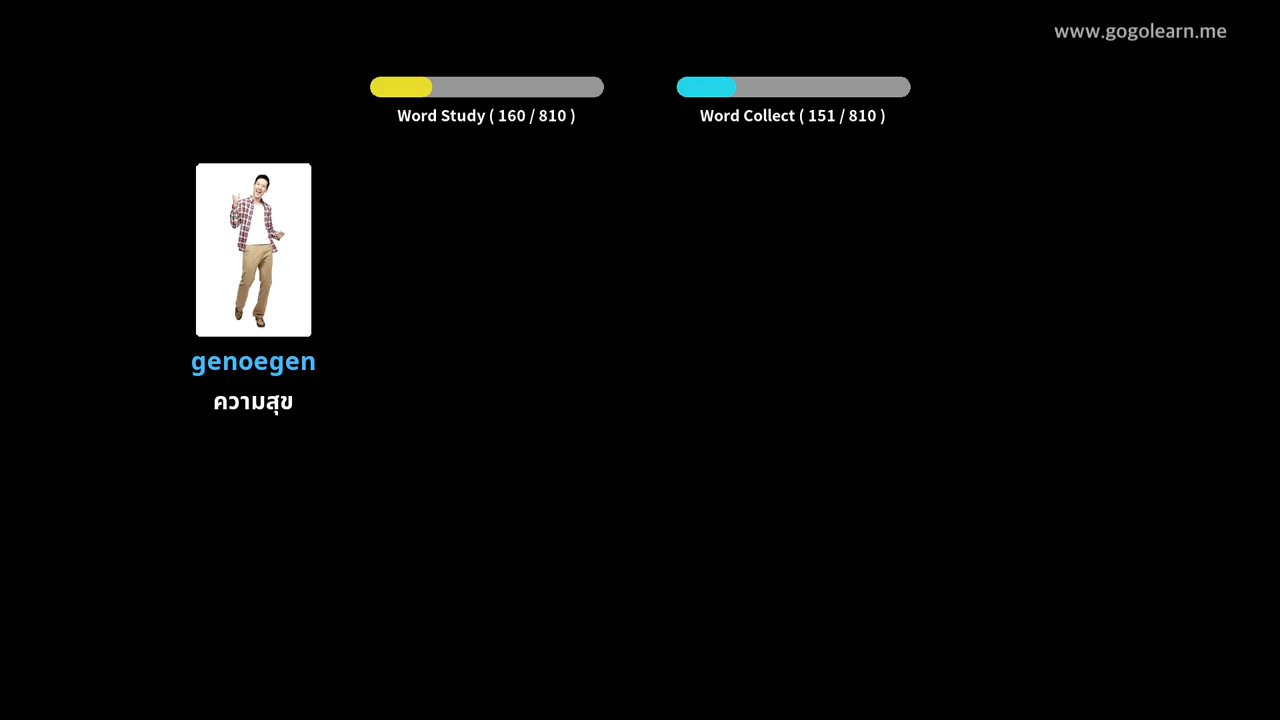 www.gogolearn.me
Word Study ( 160 / 810 )
Word Collect ( 151 / 810 )
genoegen
ความสุข